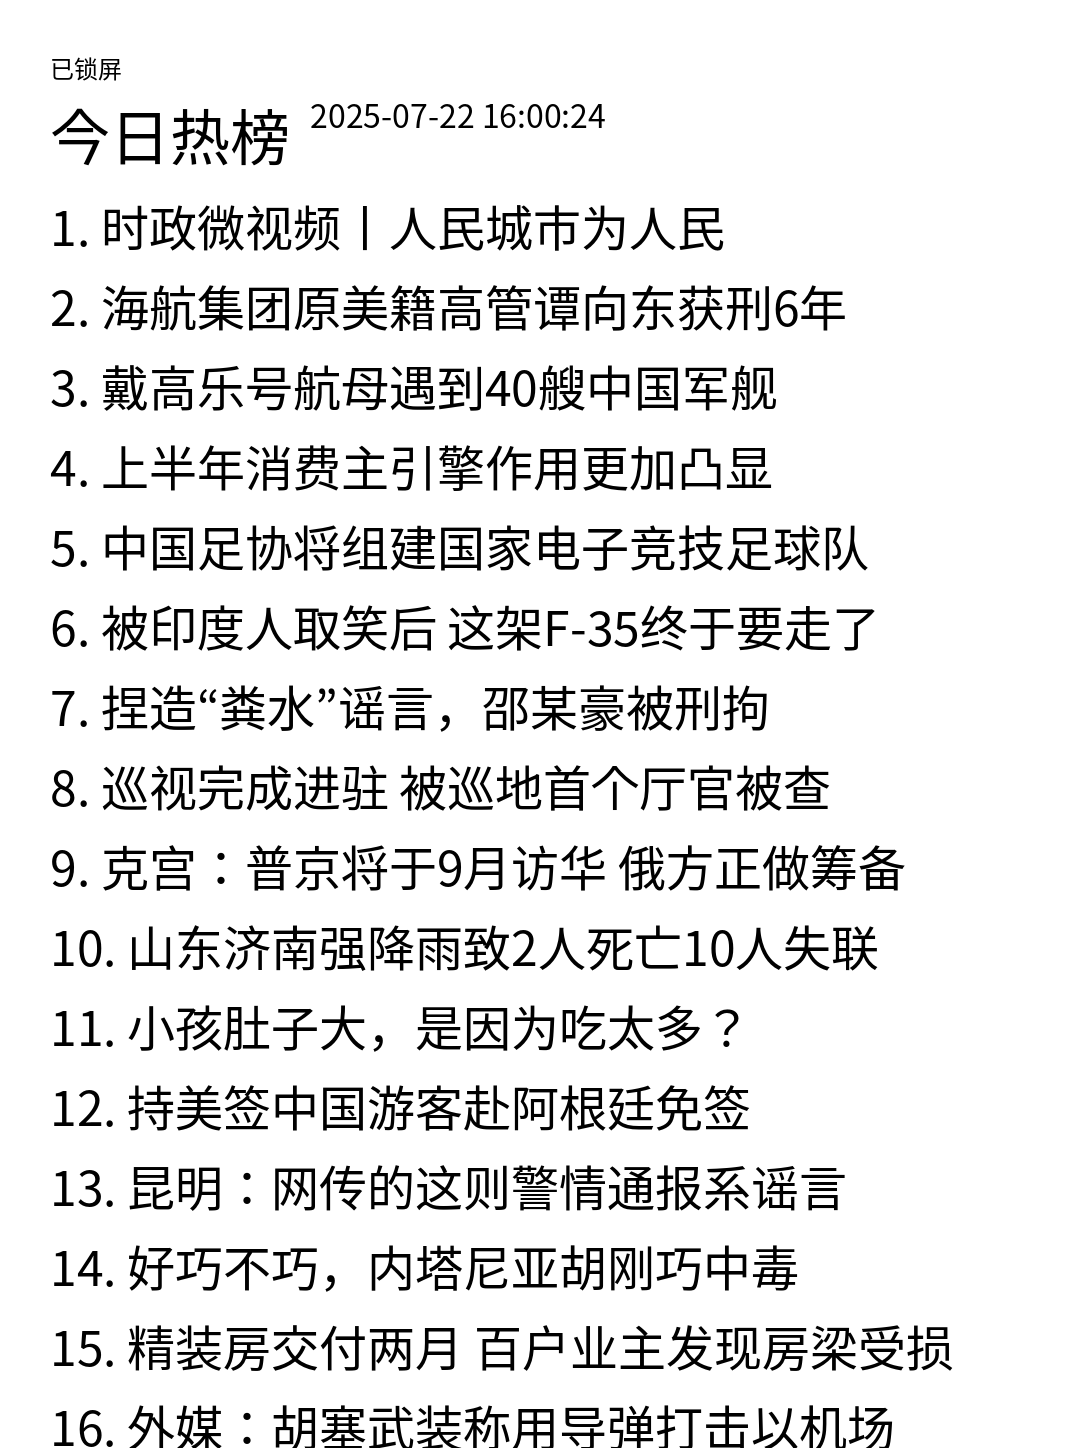 已锁屏
今日热榜 2025-07-22 16:00:24
1. 时政微视频丨人民城市为人民
2. 海航集团原美籍高管谭向东获刑6年
3. 戴高乐号航母遇到40艘中国军舰
4. 上半年消费主引擎作用更加凸显
5. 中国足协将组建国家电子竞技足球队
6. 被印度人取笑后 这架F-35终于要走了
7. 捏造“粪水”谣言，邵某豪被刑拘
8. 巡视完成进驻 被巡地首个厅官被查
9. 克宫：普京将于9月访华 俄方正做筹备
10. 山东济南强降雨致2人死亡10人失联
11. 小孩肚子大，是因为吃太多？
12. 持美签中国游客赴阿根廷免签
13. 昆明：网传的这则警情通报系谣言
14. 好巧不巧，内塔尼亚胡刚巧中毒
15. 精装房交付两月 百户业主发现房梁受损
16. 外媒：胡塞武装称用导弹打击以机场